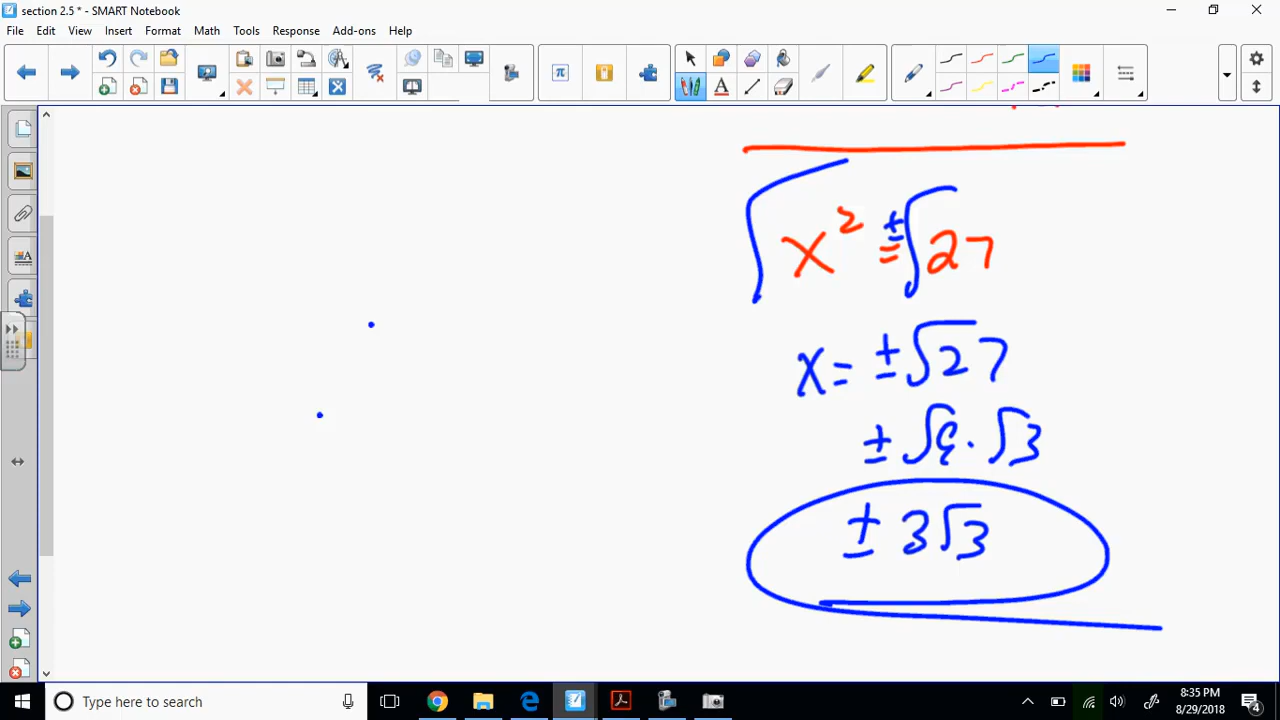 section 2.5 * - SMART Notebook
File Edit View Insert Format Math Tools Response Add-ons Help
x² ±= √27
x = ±√27
±√9 · √3
±3√3
Type here to search
8:35 PM
8/29/2018
4